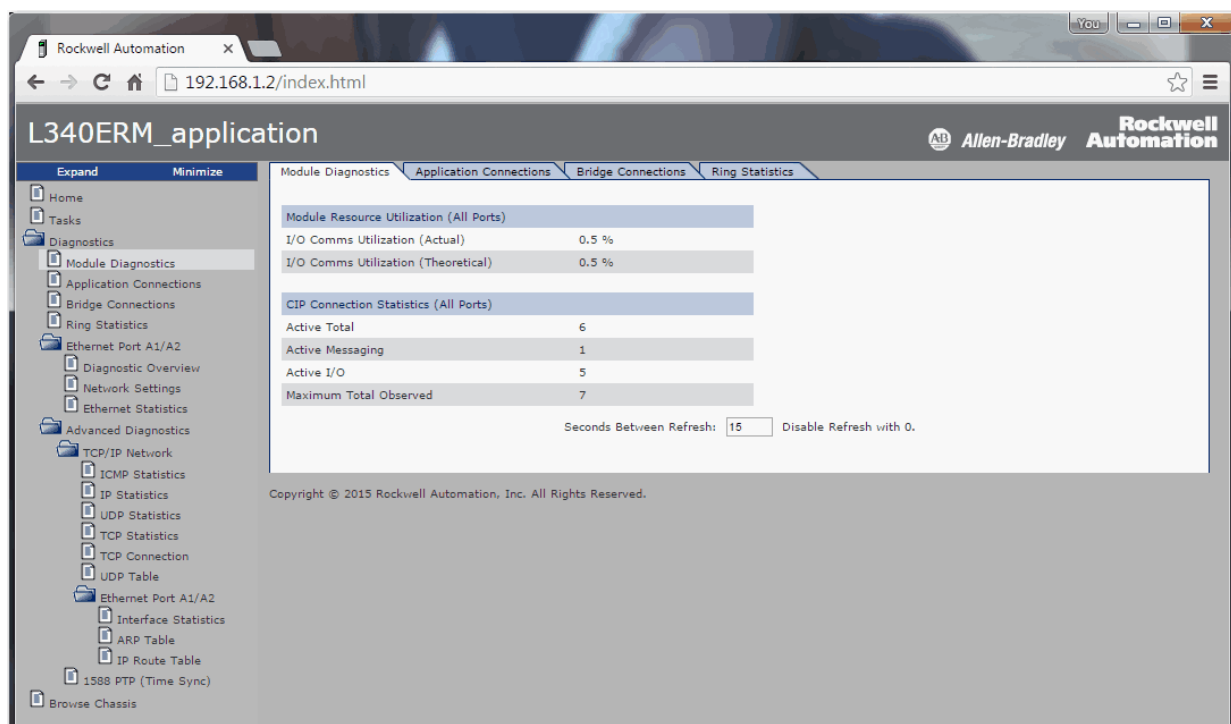 You
Rockwell Automation
192.168.1.2/index.html
L340ERM_application
AB Allen-Bradley Rockwell Automation
Expand Minimize
Home
Tasks
Diagnostics
Module Diagnostics
Application Connections
Bridge Connections
Ring Statistics
Ethernet Port A1/A2
Diagnostic Overview
Network Settings
Ethernet Statistics
Advanced Diagnostics
TCP/IP Network
ICMP Statistics
IP Statistics
UDP Statistics
TCP Statistics
TCP Connection
UDP Table
Ethernet Port A1/A2
Interface Statistics
ARP Table
IP Route Table
1588 PTP (Time Sync)
Browse Chassis
Module Diagnostics Application Connections Bridge Connections Ring Statistics
Module Resource Utilization (All Ports)
I/O Comms Utilization (Actual) 0.5 %
I/O Comms Utilization (Theoretical) 0.5 %
CIP Connection Statistics (All Ports)
Active Total 6
Active Messaging 1
Active I/O 5
Maximum Total Observed 7
Seconds Between Refresh: 15 Disable Refresh with 0.
Copyright © 2015 Rockwell Automation, Inc. All Rights Reserved.